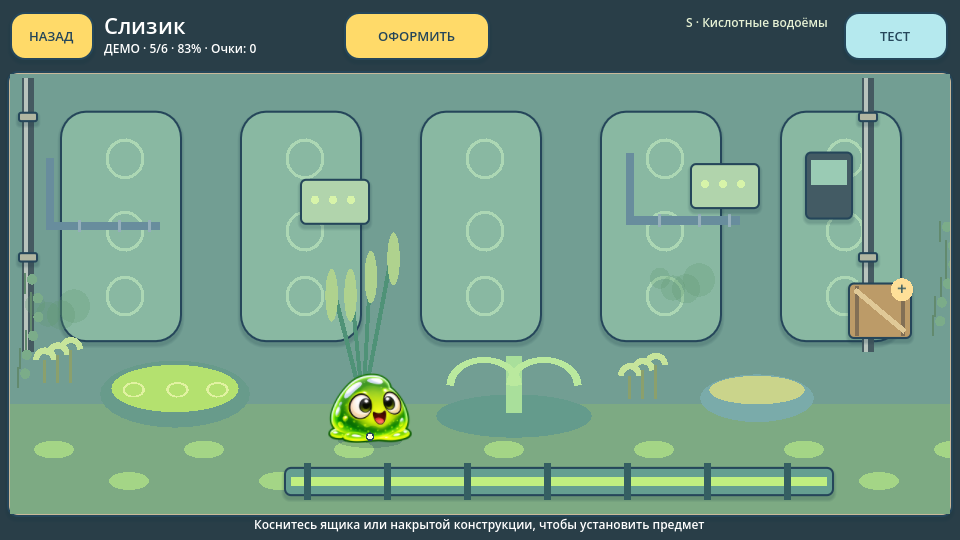 НАЗАД
Слизик
ДЕМО · 5/6 · 83% · Очки: 0
ОФОРМИТЬ
S · Кислотные водоёмы
ТЕСТ
+
Коснитесь ящика или накрытой конструкции, чтобы установить предмет